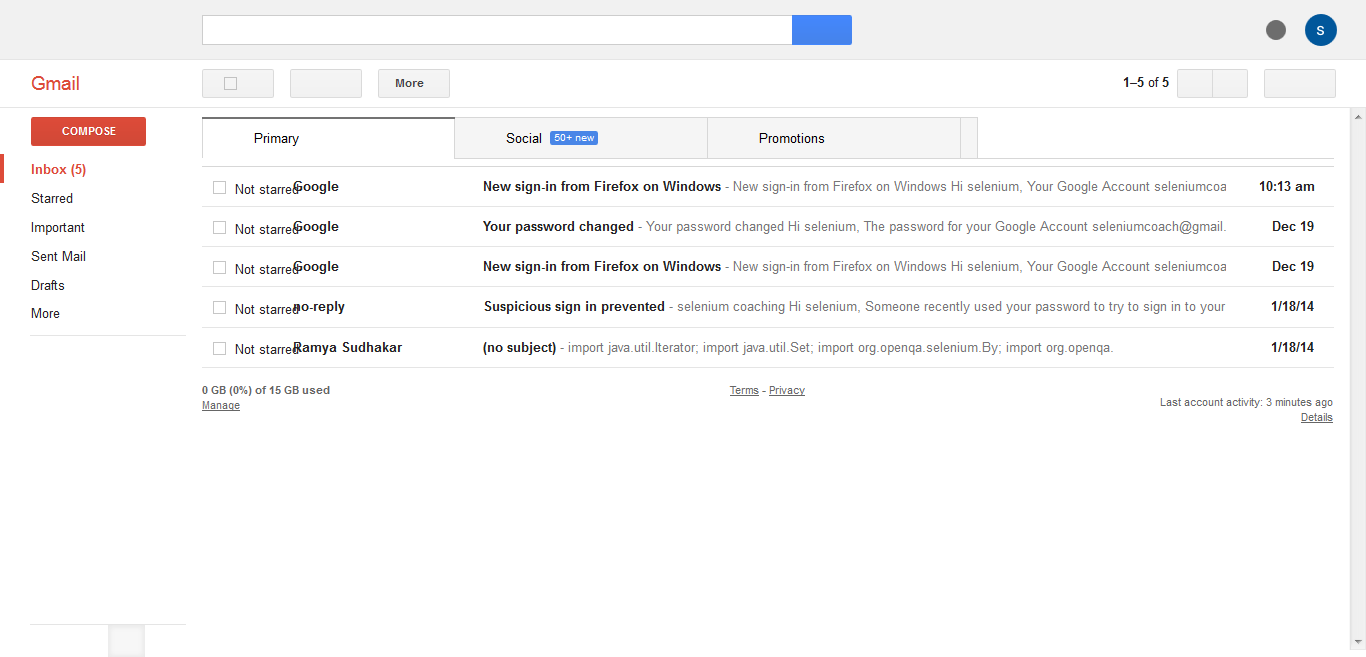 S
Gmail More 1–5 of 5
COMPOSE
Primary Social 50+ new Promotions
Inbox (5)
Starred
Important
Sent Mail
Drafts
More
Not starred Google New sign-in from Firefox on Windows - New sign-in from Firefox on Windows Hi selenium, Your Google Account seleniumcoa 10:13 am
Not starred Google Your password changed - Your password changed Hi selenium, The password for your Google Account seleniumcoach@gmail. Dec 19
Not starred Google New sign-in from Firefox on Windows - New sign-in from Firefox on Windows Hi selenium, Your Google Account seleniumcoa Dec 19
Not starred no-reply Suspicious sign in prevented - selenium coaching Hi selenium, Someone recently used your password to try to sign in to your 1/18/14
Not starred Ramya Sudhakar (no subject) - import java.util.Iterator; import java.util.Set; import org.openqa.selenium.By; import org.openqa. 1/18/14
0 GB (0%) of 15 GB used
Manage
Terms - Privacy
Last account activity: 3 minutes ago
Details